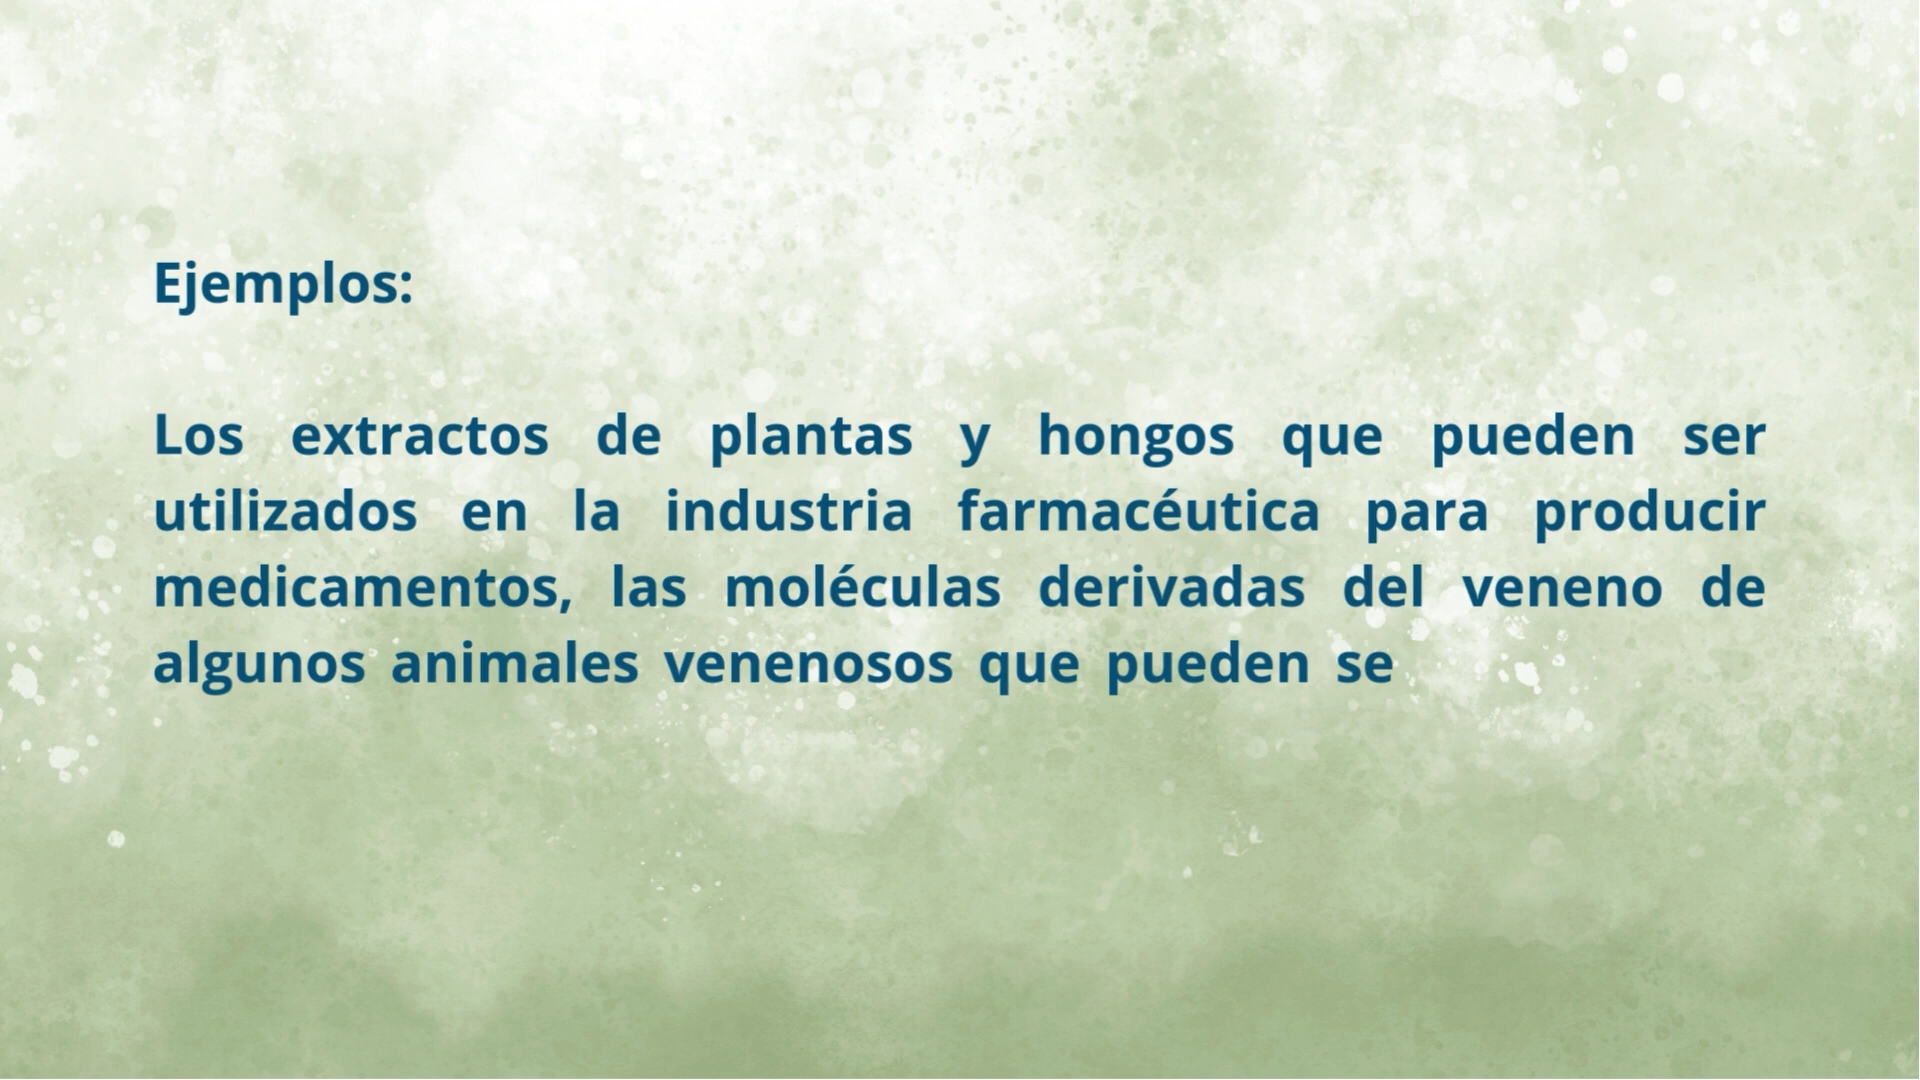 Ejemplos:
Los extractos de plantas y hongos que pueden ser
utilizados en la industria farmacéutica para producir
medicamentos, las moléculas derivadas del veneno de
algunos animales venenosos que pueden se